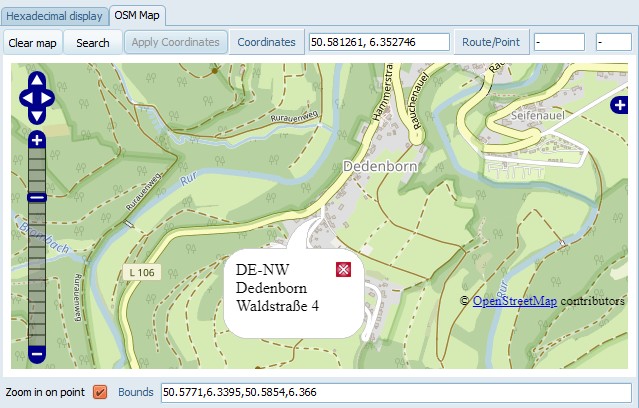 Hexadecimal display
OSM Map
Clear map
Search
Apply Coordinates
Coordinates
50.581261, 6.352746
Route/Point
-
-
Hammerstra
Rauchenauel
Seifenauel
Rurauenweg
Dedenborn
Rur
Rurauenweg
L 106
Rurauenweg
Rur
DE-NW
Dedenborn
Waldstraße 4
© OpenStreetMap contributors
Zoom in on point
Bounds
50.5771,6.3395,50.5854,6.366